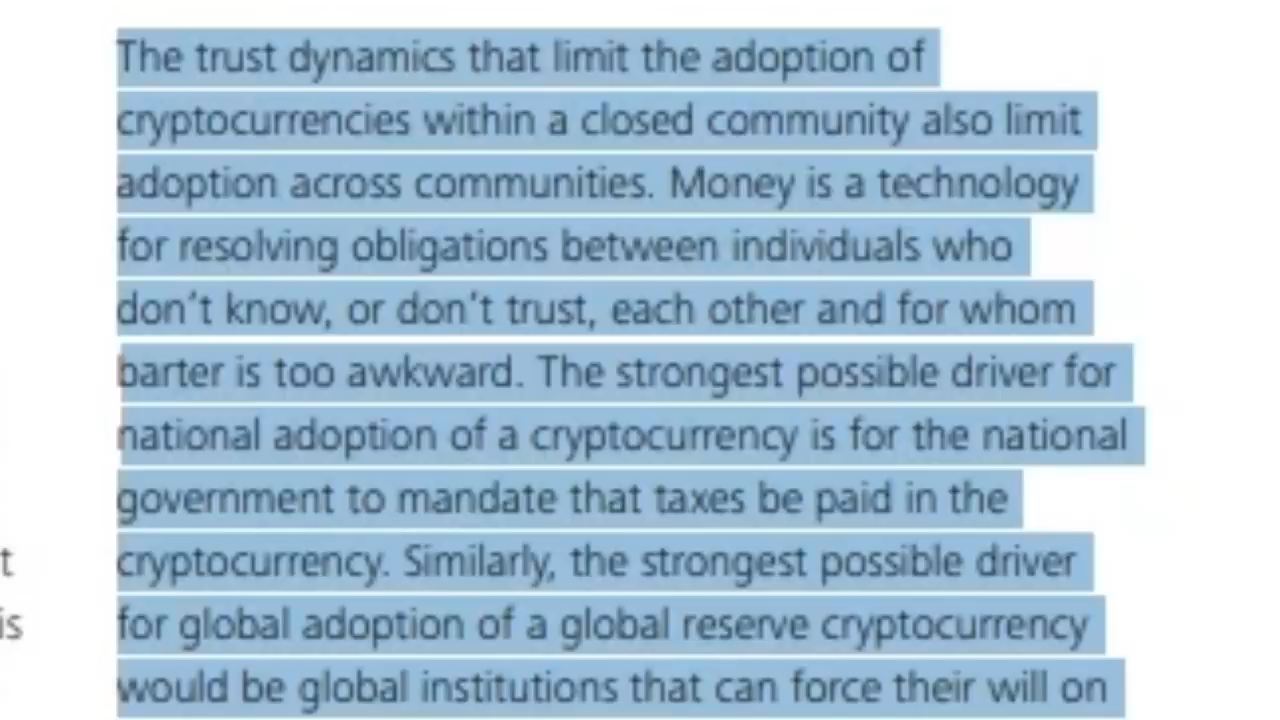 The trust dynamics that limit the adoption of
cryptocurrencies within a closed community also limit
adoption across communities. Money is a technology
for resolving obligations between individuals who
don't know, or don't trust, each other and for whom
barter is too awkward. The strongest possible driver for
national adoption of a cryptocurrency is for the national
government to mandate that taxes be paid in the
t
cryptocurrency. Similarly, the strongest possible driver
is
for global adoption of a global reserve cryptocurrency
would be global institutions that can force their will on